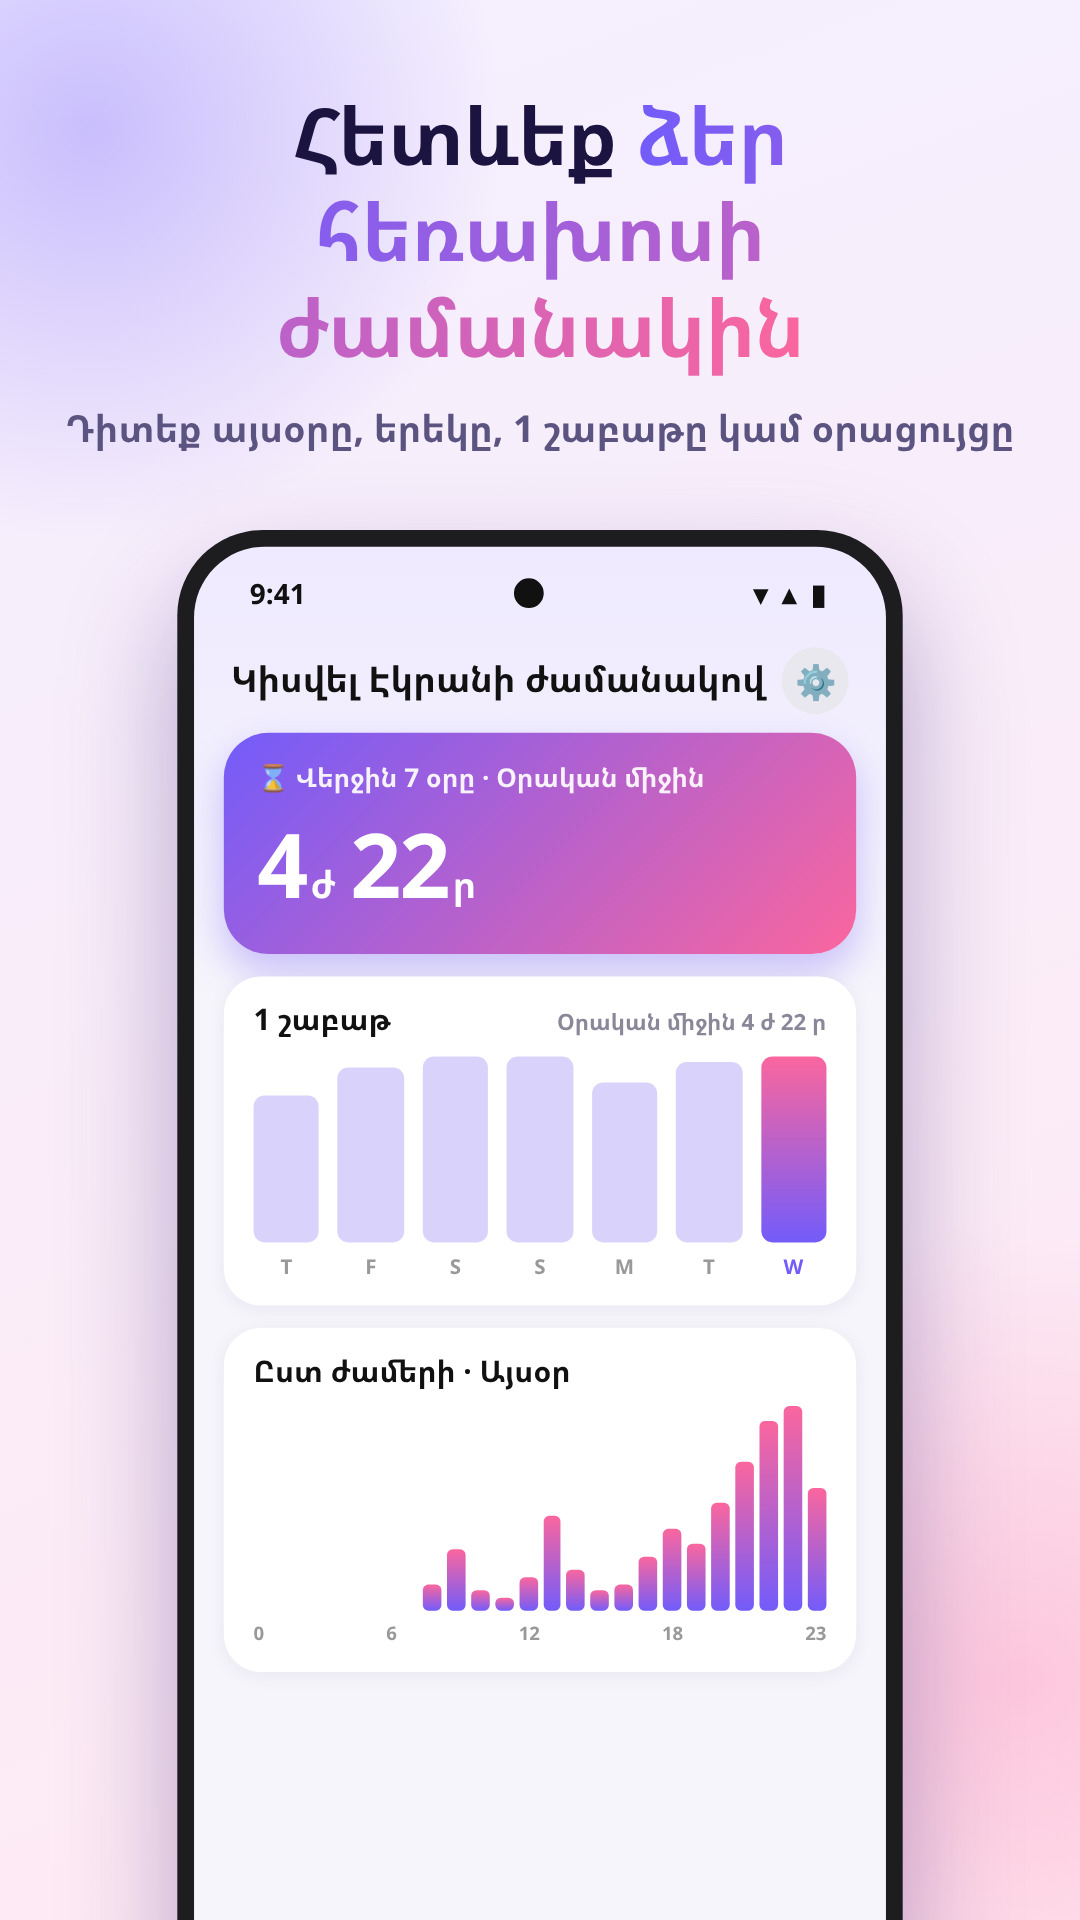 Հետևեք ձեր
հեռախոսի
ժամանակին
Դիտեք այսօրը, երեկը, 1 շաբաթը կամ օրացույցը
9:41
Կիսվել էկրանի ժամանակով
Վերջին 7 օրը · Օրական միջին
4ժ 22ր
1 շաբաթ
Օրական միջին 4 ժ 22 ր
T F S S M T W
Ըստ ժամերի · Այսօր
0 6 12 18 23